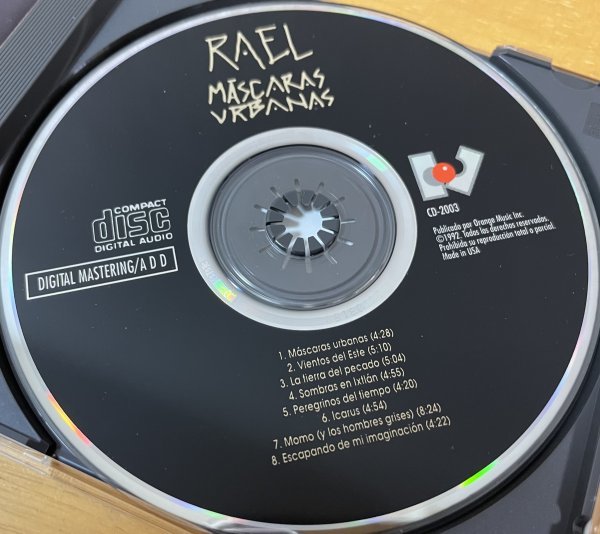 RAEL
MÁSCARAS
URBANAS
COMPACT
disc
DIGITAL AUDIO
DIGITAL MASTERING/A D D
CD-2003
Publicado por Orange Music Inc.
©1992. Todos los derechos reservados.
Prohibida su reproducción total o parcial.
Made in USA
1. Máscaras urbanas (4:28)
2. Vientos del Este (5:10)
3. La tierra del pecado (5:04)
4. Sombras en Ixtlán (4:55)
5. Peregrinos del tiempo (4:20)
6. Icarus (4:54)
7. Momo (y los hombres grises) (8:24)
8. Escapando de mi imaginación (4:22)